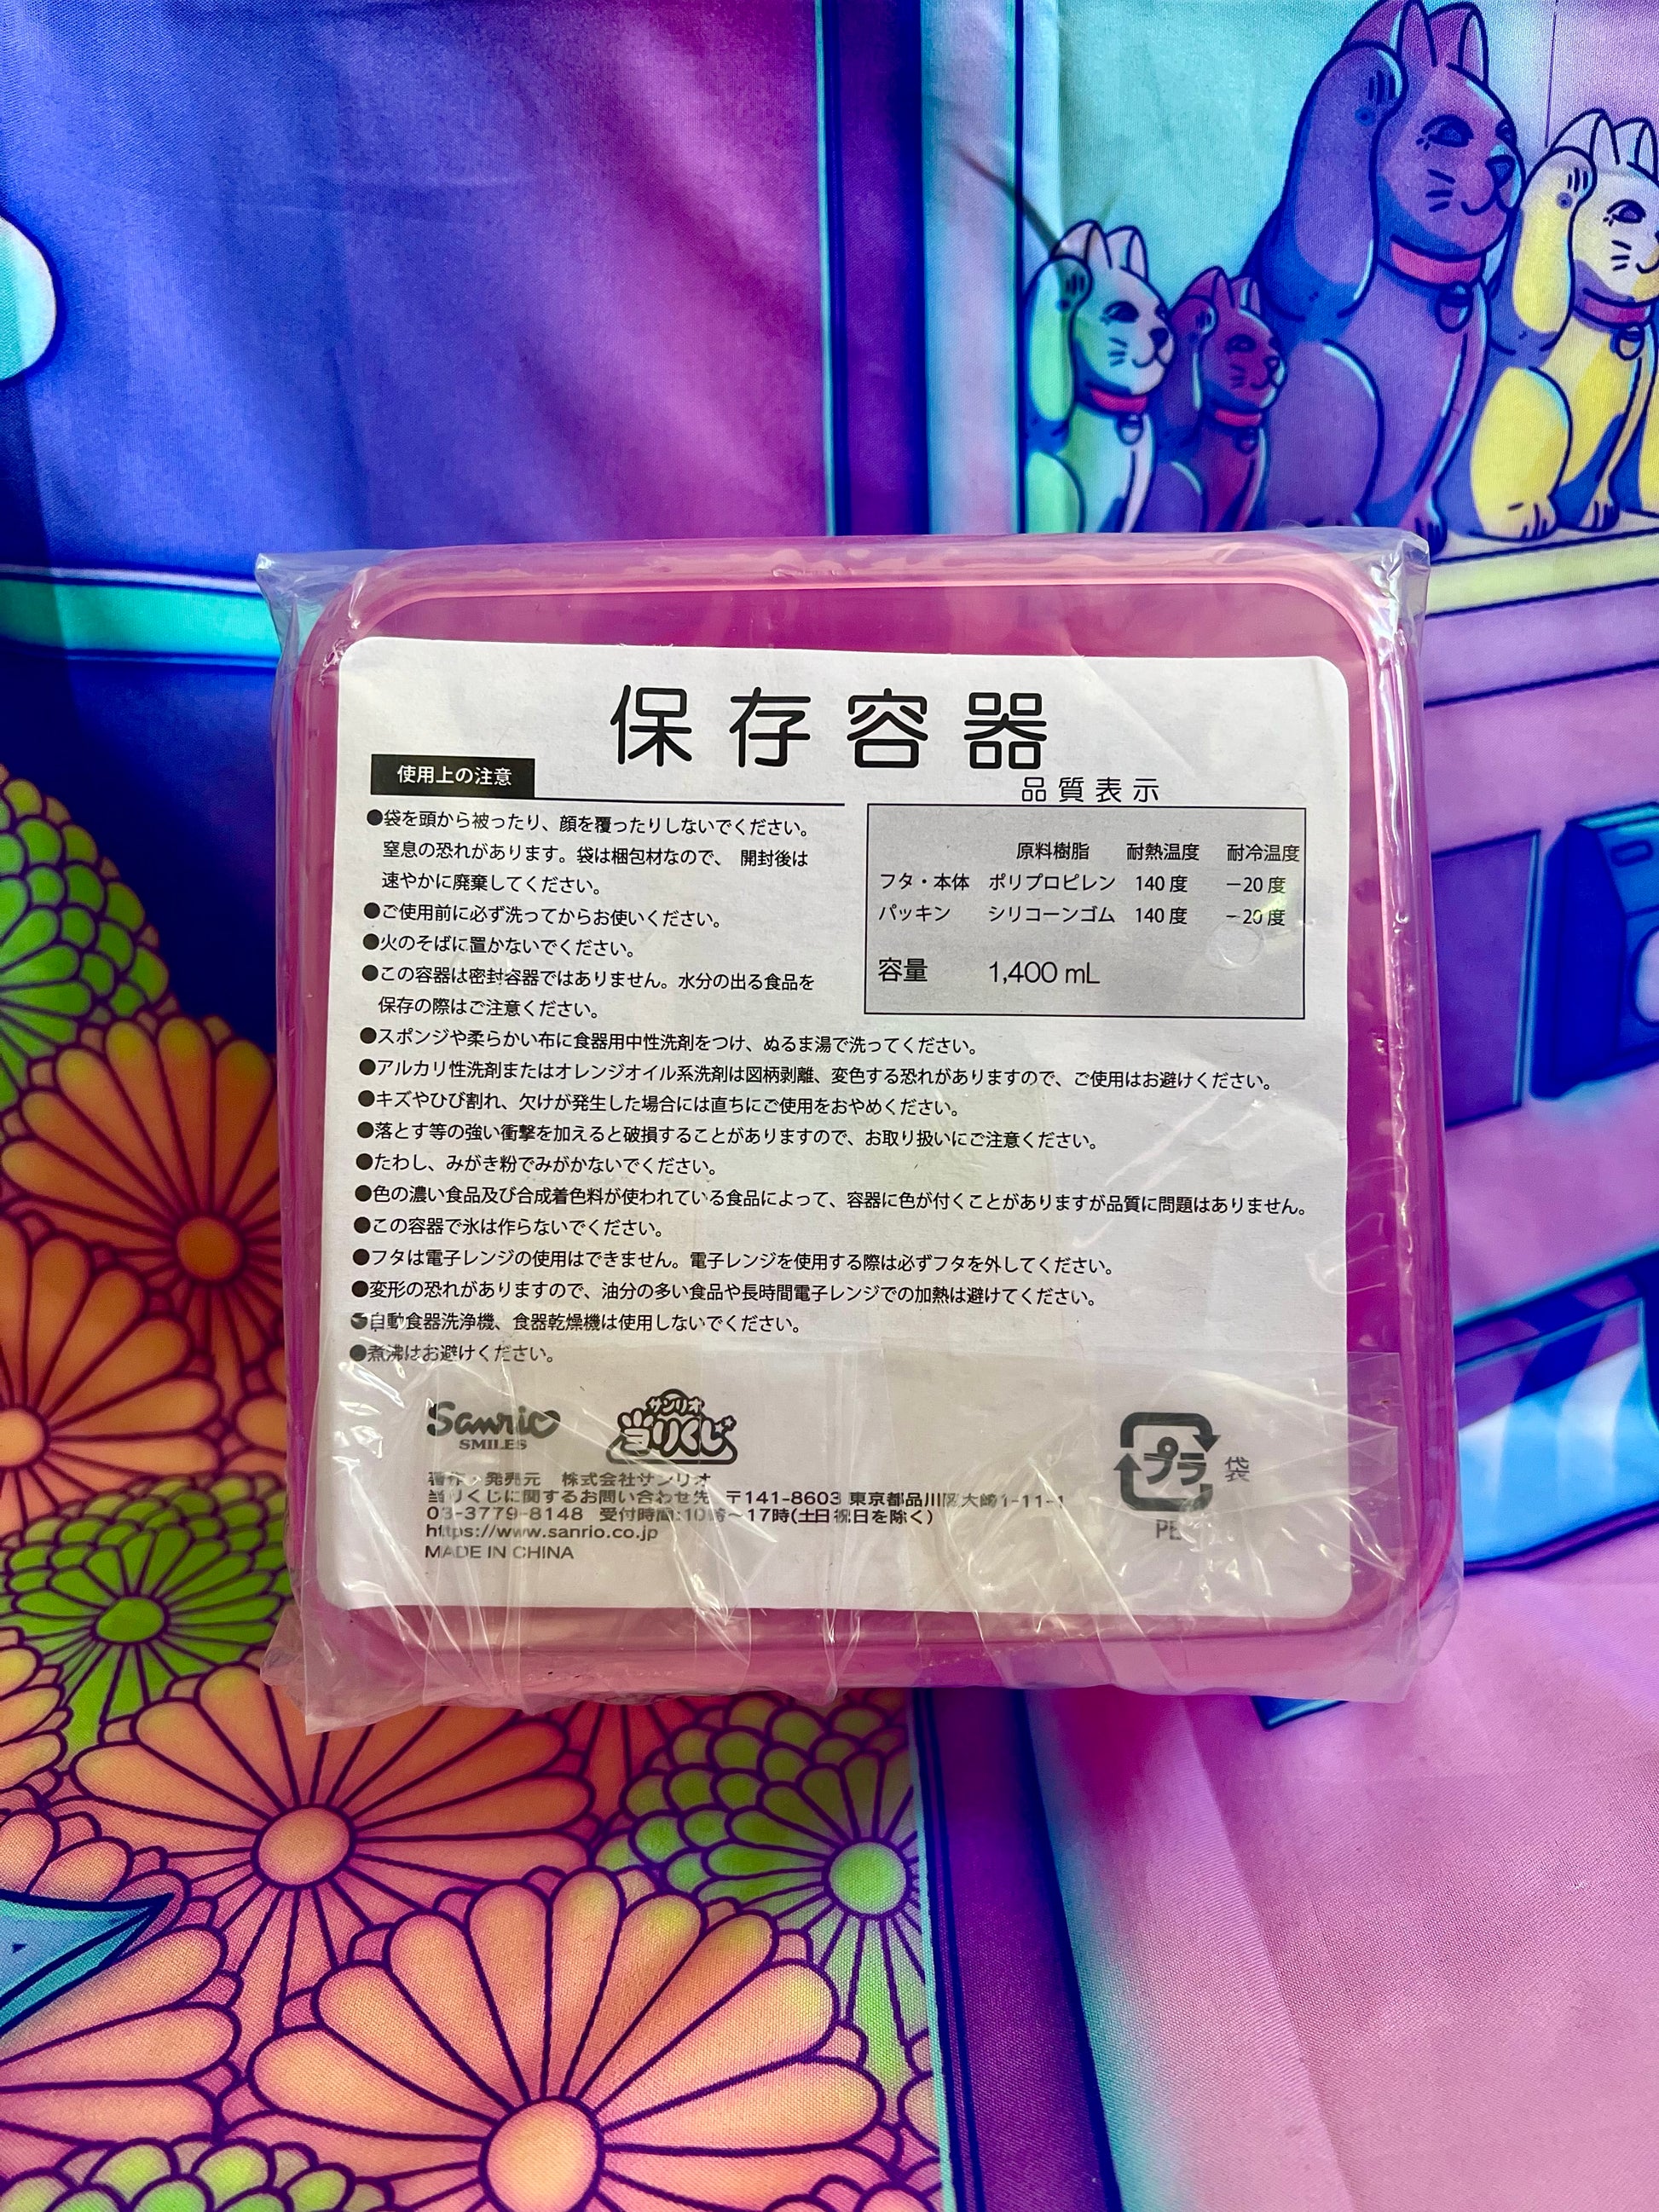 保存容器
使用上の注意
●袋を頭から被ったり、顔を覆ったりしないでください。
窒息の恐れがあります。袋は梱包材なので、 開封後は
速やかに廃棄してください。
●ご使用前に必ず洗ってからお使いください。
●火のそばに置かないでください。
●この容器は密封容器ではありません。水分の出る食品を
保存の際はご注意ください。
品質表示
原料樹脂 耐熱温度 耐冷温度
フタ・本体 ポリプロピレン 140度 −20度
パッキン シリコーンゴム 140度 −20度
容量 1,400 mL
●スポンジや柔らかい布に食器用中性洗剤をつけ、ぬるま湯で洗ってください。
●アルカリ性洗剤またはオレンジオイル系洗剤は図柄剥離、変色する恐れがありますので、ご使用はお避けください。
●キズやひび割れ、欠けが発生した場合には直ちにご使用をおやめください。
●落とす等の強い衝撃を加えると破損することがありますので、お取り扱いにご注意ください。
●たわし、みがき粉でみがかないでください。
●色の濃い食品及び合成着色料が使われている食品によって、容器に色が付くことがありますが品質に問題はありません。
●この容器で氷は作らないでください。
●フタは電子レンジの使用はできません。電子レンジを使用する際は必ずフタを外してください。
●変形の恐れがありますので、油分の多い食品や長時間電子レンジでの加熱は避けてください。
●自動食器洗浄機、食器乾燥機は使用しないでください。
●煮沸はお避けください。
Sanrio
SMILES
サンリオ
当りくじ
著作・発売元 株式会社サンリオ
当りくじに関するお問い合わせ先 〒141-8603 東京都品川区大崎1-11-1
03-3779-8148 受付時間:10時〜17時(土日祝日を除く)
https://www.sanrio.co.jp
MADE IN CHINA
プラ
袋
PE